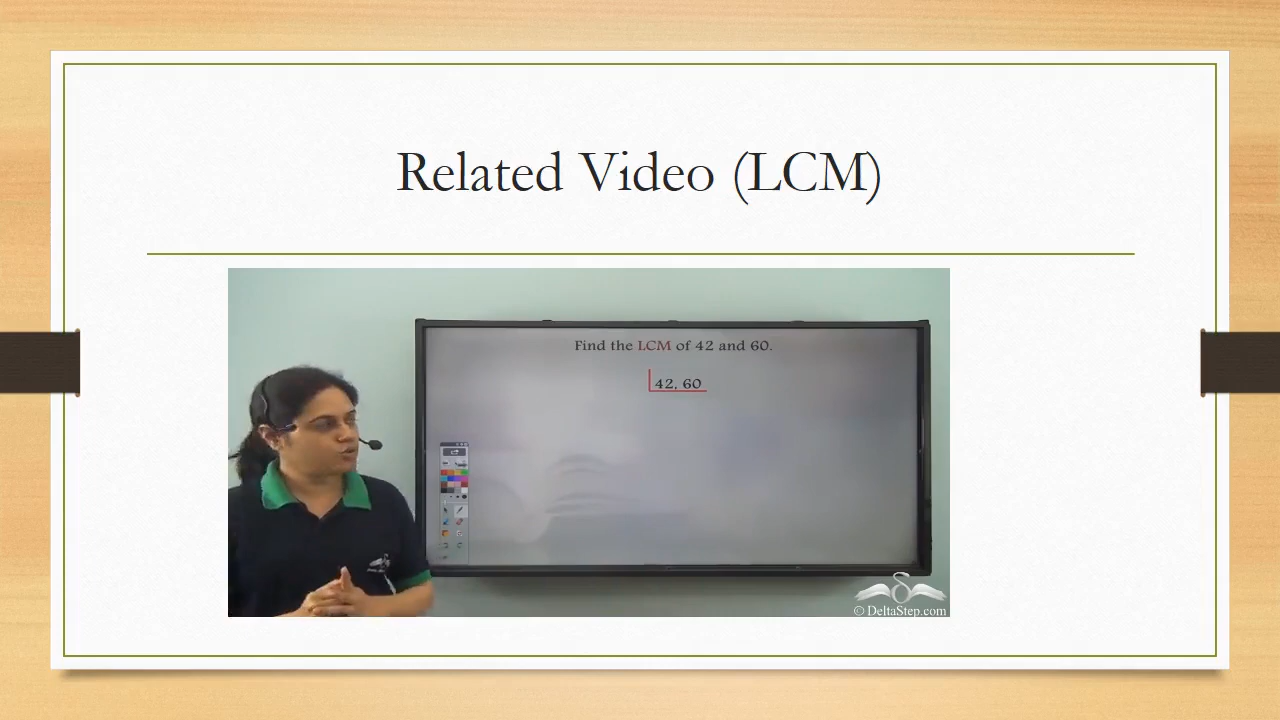 Related Video (LCM)
Find the LCM of 42 and 60.
42, 60
© DeltaStep.com